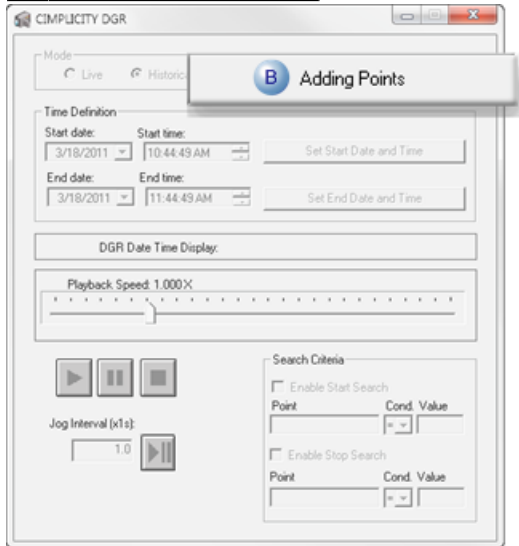 CIMPLICITY DGR
Mode
Live
B Adding Points
Time Definition
Start date: Start time:
3/18/2011 10:44:49 AM Set Start Date and Time
End date: End time:
3/18/2011 11:44:49 AM Set End Date and Time
DGR Date Time Display:
Playback Speed: 1.000X
Search Criteria
Enable Start Search
Point Cond. Value
=
Jog Interval (x1s):
1.0
Enable Stop Search
Point Cond. Value
=